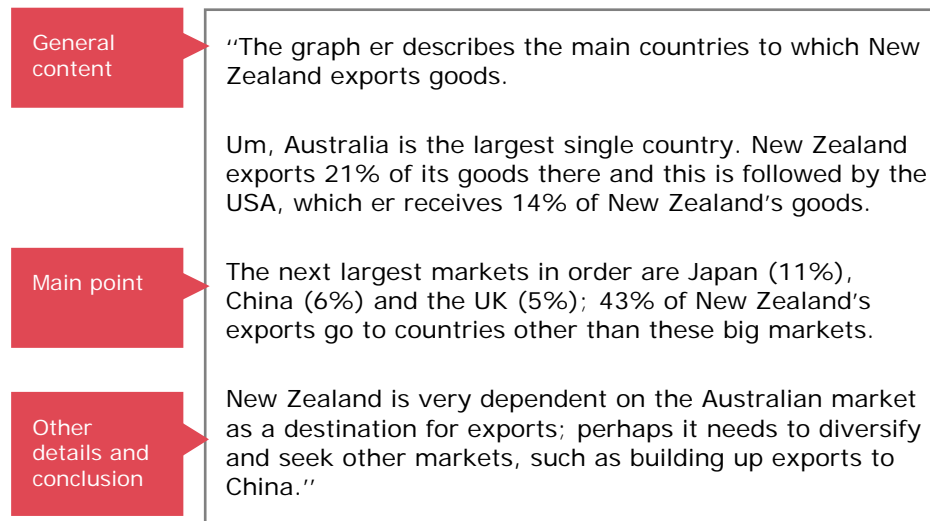 General
content
‘‘The graph er describes the main countries to which New
Zealand exports goods.
Um, Australia is the largest single country. New Zealand
exports 21% of its goods there and this is followed by the
USA, which er receives 14% of New Zealand’s goods.
Main point
The next largest markets in order are Japan (11%),
China (6%) and the UK (5%); 43% of New Zealand’s
exports go to countries other than these big markets.
Other
details and
conclusion
New Zealand is very dependent on the Australian market
as a destination for exports; perhaps it needs to diversify
and seek other markets, such as building up exports to
China.’’